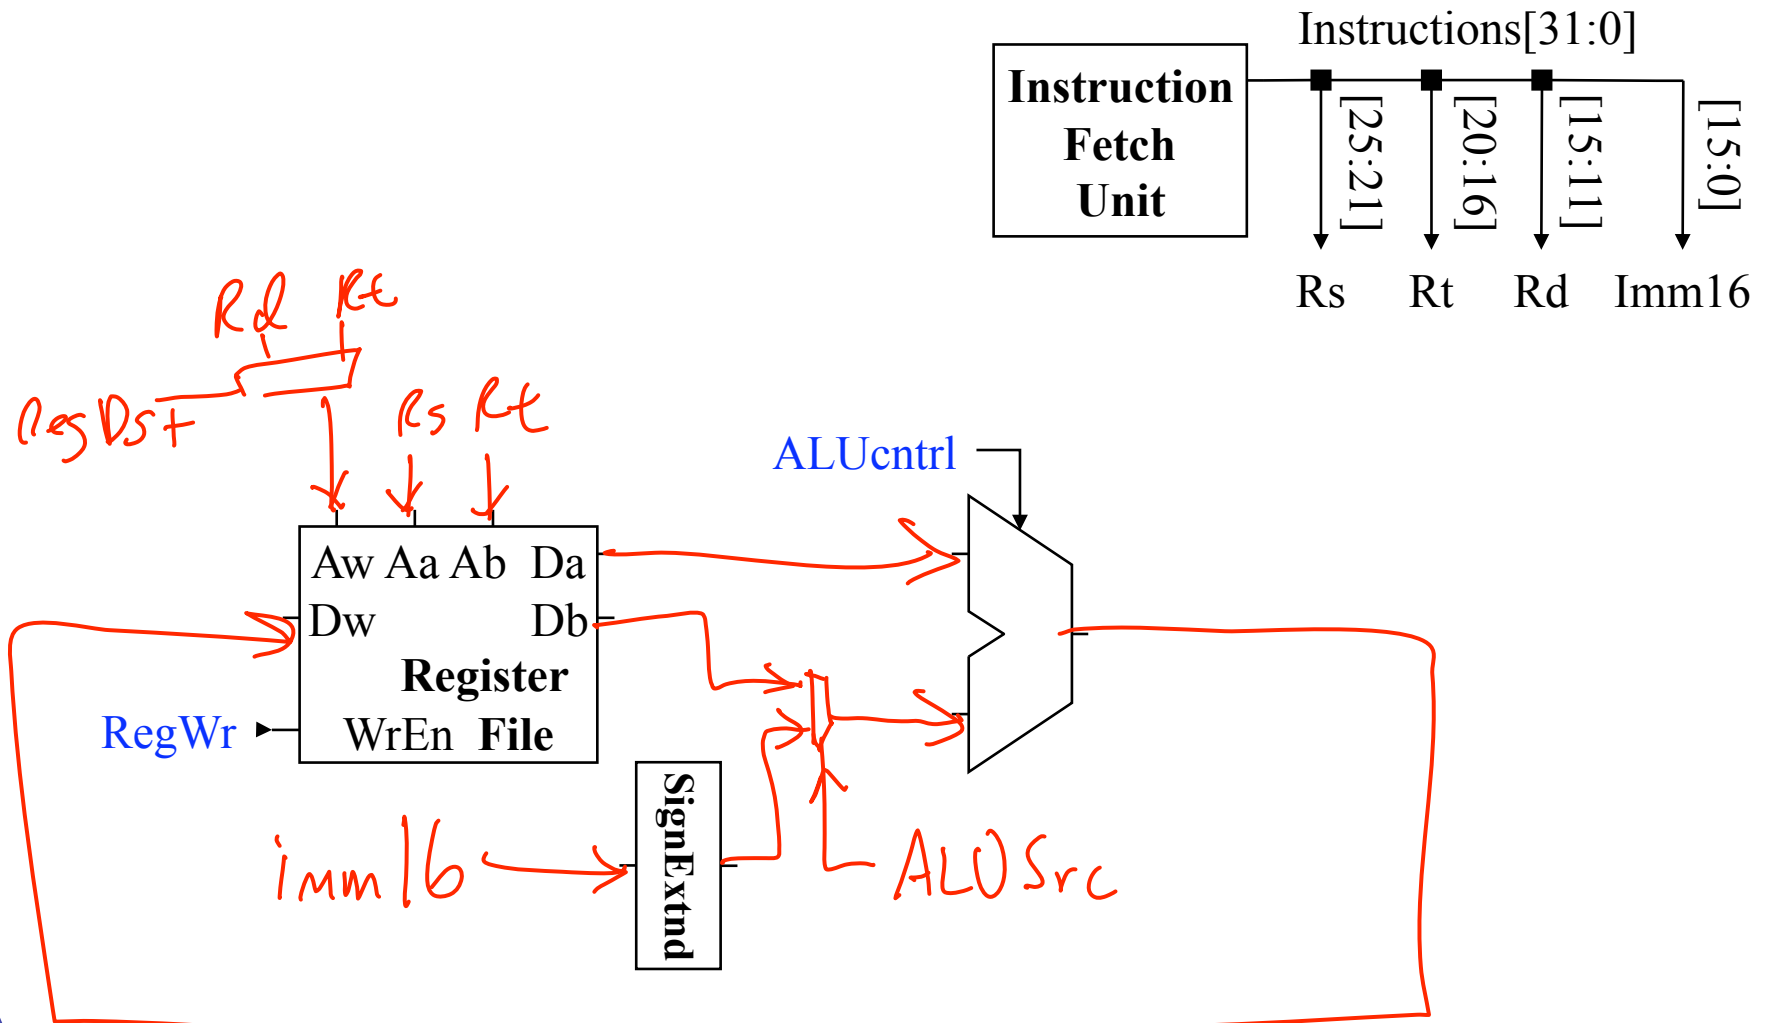 Instructions[31:0]
Instruction
Fetch
Unit
[25:21]
[20:16]
[15:11]
[15:0]
Rs Rt Rd Imm16
Rd Rt
RegDst
Rs Rt
ALUcntrl
Aw Aa Ab Da
Dw Db
Register
RegWr
WrEn File
SignExtnd
imm16
ALUSrc